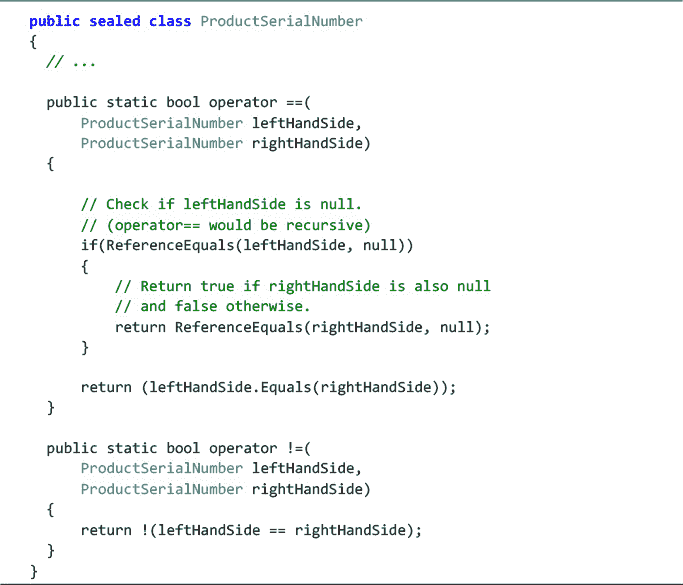 public sealed class ProductSerialNumber
{
  // ...

  public static bool operator ==(
      ProductSerialNumber leftHandSide,
      ProductSerialNumber rightHandSide)
  {

      // Check if leftHandSide is null.
      // (operator== would be recursive)
      if(ReferenceEquals(leftHandSide, null))
      {
          // Return true if rightHandSide is also null
          // and false otherwise.
          return ReferenceEquals(rightHandSide, null);
      }

      return (leftHandSide.Equals(rightHandSide));
  }

  public static bool operator !=(
      ProductSerialNumber leftHandSide,
      ProductSerialNumber rightHandSide)
  {
      return !(leftHandSide == rightHandSide);
  }
}